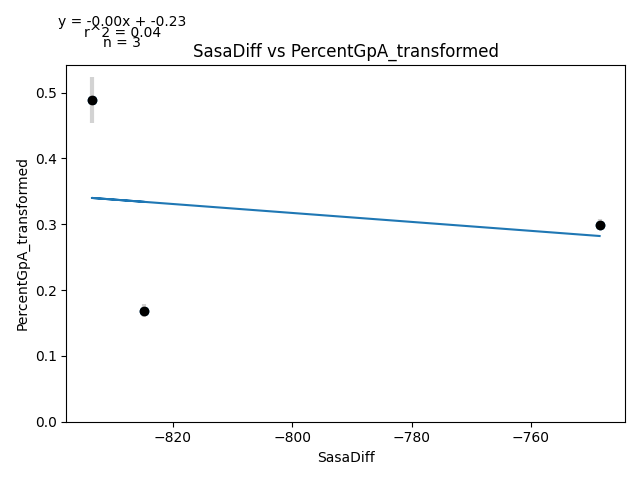 y = -0.00x + -0.23
r^2 = 0.04
n = 3
SasaDiff vs PercentGpA_transformed
0.5
0.4
0.3
0.2
0.1
0.0
PercentGpA_transformed
−820
−800
−780
−760
SasaDiff